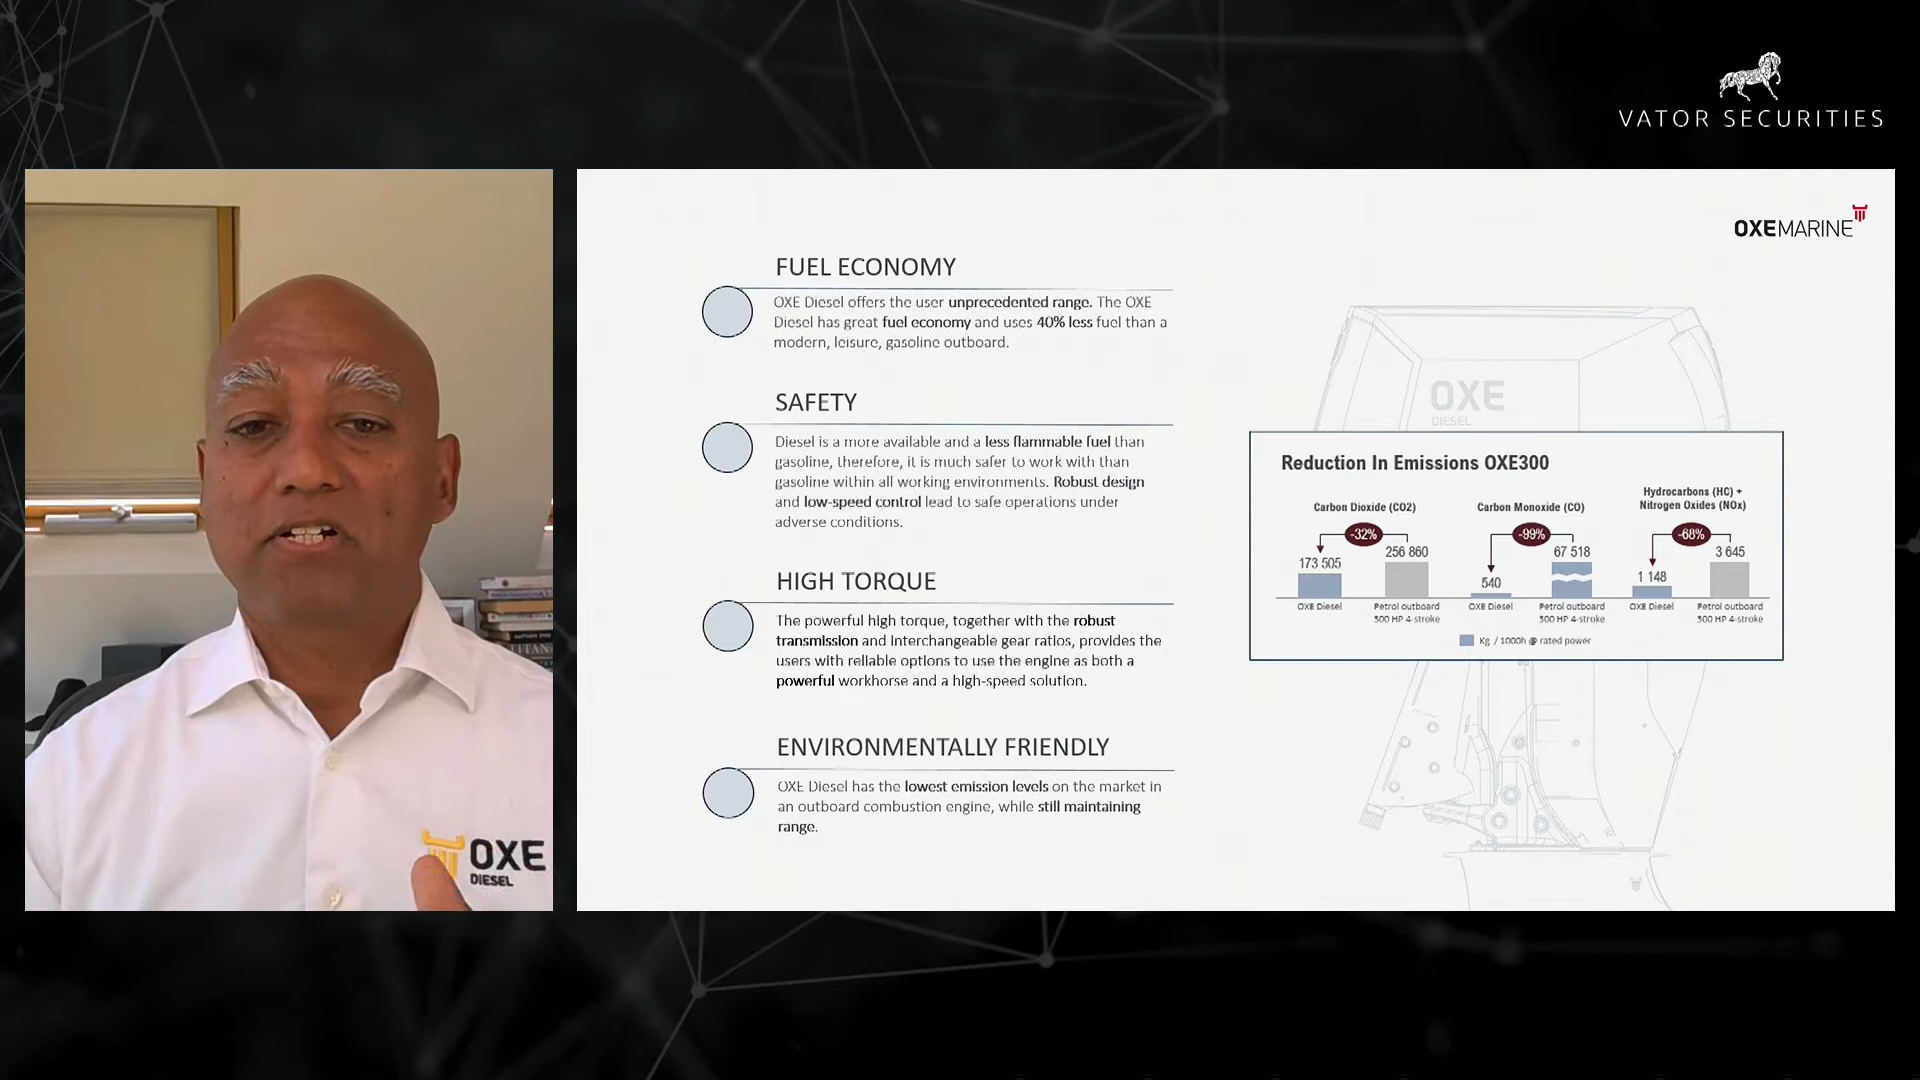 VATOR SECURITIES
OXEMARINE
FUEL ECONOMY
OXE Diesel offers the user unprecedented range. The OXE
Diesel has great fuel economy and uses 40% less fuel than a
modern, leisure, gasoline outboard.
SAFETY
Diesel is a more available and a less flammable fuel than
gasoline, therefore, it is much safer to work with than
gasoline within all working environments. Robust design
and low-speed control lead to safe operations under
adverse conditions.
HIGH TORQUE
The powerful high torque, together with the robust
transmission and interchangeable gear ratios, provides the
users with reliable options to use the engine as both a
powerful workhorse and a high-speed solution.
ENVIRONMENTALLY FRIENDLY
OXE Diesel has the lowest emission levels on the market in
an outboard combustion engine, while still maintaining
range.
OXE
DIESEL
Reduction In Emissions OXE300
Carbon Dioxide (CO2)
-32%
173 505
256 860
OXE Diesel
Petrol outboard
300 HP 4-stroke
Carbon Monoxide (CO)
-99%
540
67 518
OXE Diesel
Petrol outboard
300 HP 4-stroke
Hydrocarbons (HC) +
Nitrogen Oxides (NOx)
-68%
1 148
3 645
OXE Diesel
Petrol outboard
300 HP 4-stroke
Kg / 1000h @ rated power
OXE
DIESEL
TITAN